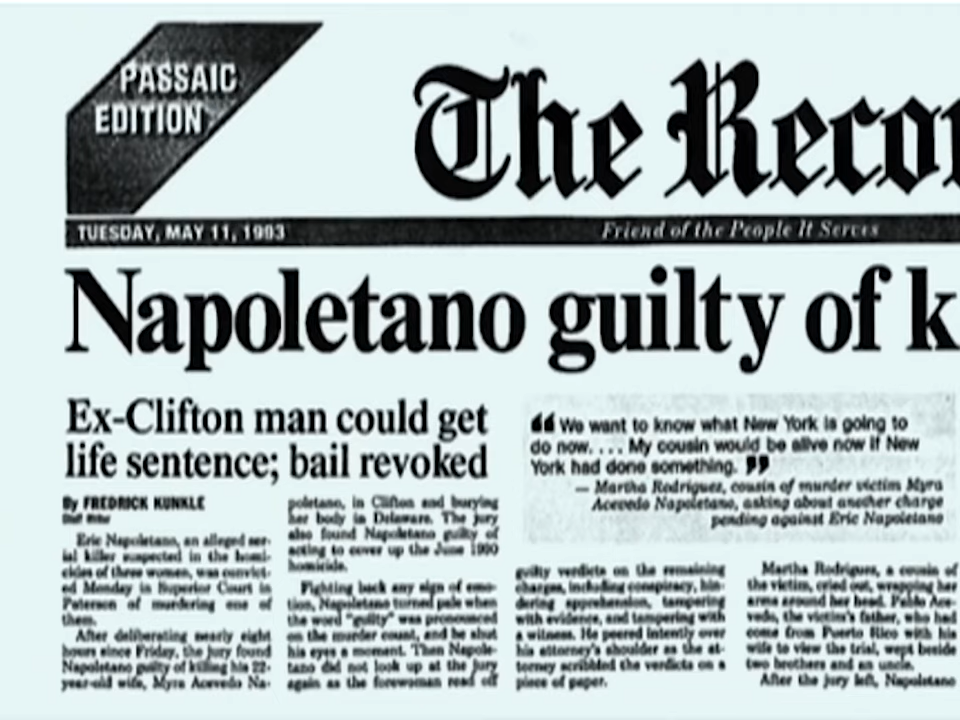 PASSAIC
EDITION
The Recor
TUESDAY, MAY 11, 1993
Friend of the People It Serves
Napoletano guilty of k
Ex-Clifton man could get
life sentence; bail revoked
By FREDRICK KUNKLE
Staff Writer
Eric Napoletano, an alleged ser-
ial killer suspected in the homi-
cides of three women, was convict-
ed Monday in Superior Court in
Paterson of murdering one of
them.
After deliberating nearly eight
hours since Friday, the jury found
Napoletano guilty of killing his 22-
year-old wife, Myra Acevedo Na-
poletano, in Clifton and burying
her body in Delaware. The jury
also found Napoletano guilty of
acting to cover up the June 1990
homicide.
Fighting back any sign of emo-
tion, Napoletano turned pale when
the word "guilty" was pronounced
on the murder count, and he shut
his eyes a moment. Then Napole-
tano did not look up at the jury
again as the forewoman read off
“ We want to know what New York is going to
do now. . . . My cousin would be alive now if New
York had done something. ”
— Martha Rodriguez, cousin of murder victim Myra
Acevedo Napoletano, asking about another charge
pending against Eric Napoletano
guilty verdicts on the remaining
charges, including conspiracy, hin-
dering apprehension, tampering
with evidence, and tampering with
a witness. He peered intently over
his attorney's shoulder as the at-
torney scribbled the verdicts on a
piece of paper.
Martha Rodriguez, a cousin of
the victim, cried out, wrapping her
arms around her head. Pablo Ace-
vedo, the victim's father, who had
come from Puerto Rico with his
wife to view the trial, wept beside
two brothers and an uncle.
After the jury left, Napoletano